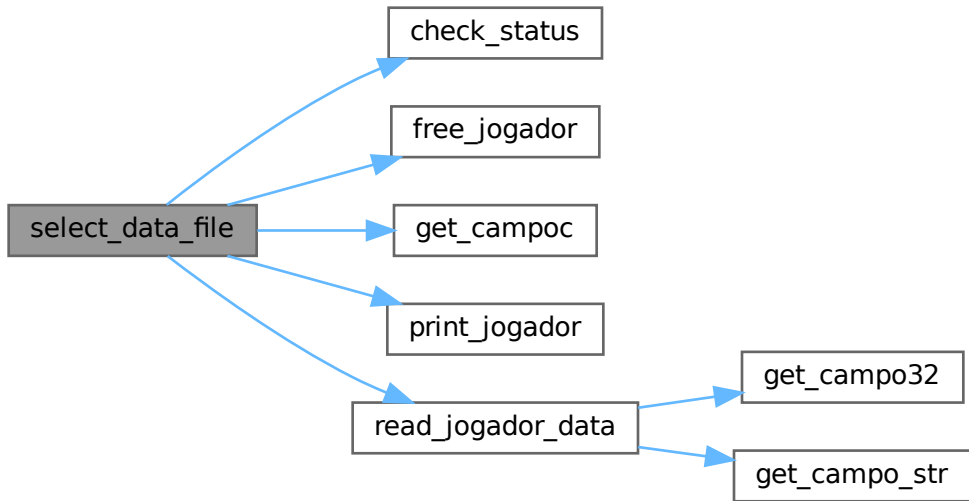 check_status
free_jogador
select_data_file
get_campoc
print_jogador
get_campo32
read_jogador_data
get_campo_str